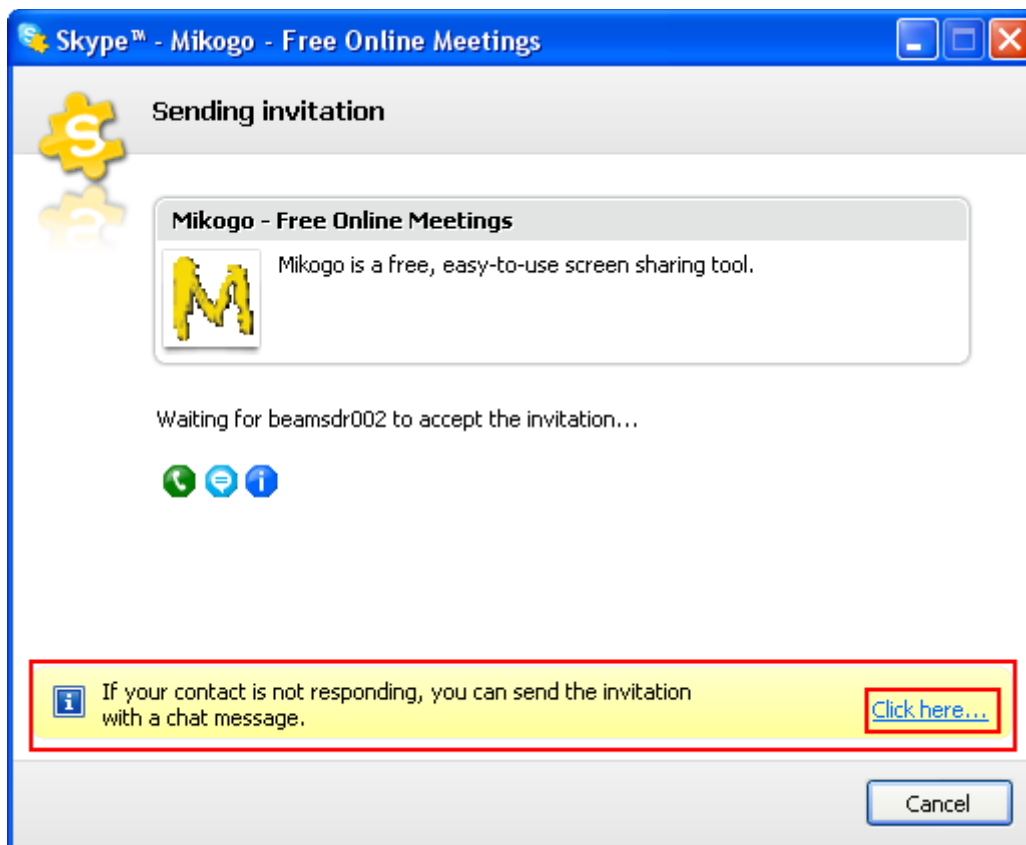 Skype™ - Mikogo - Free Online Meetings
S
Sending invitation
Mikogo - Free Online Meetings
M
Mikogo is a free, easy-to-use screen sharing tool.
Waiting for beamsdr002 to accept the invitation...
If your contact is not responding, you can send the invitation
with a chat message.
Click here...
Cancel